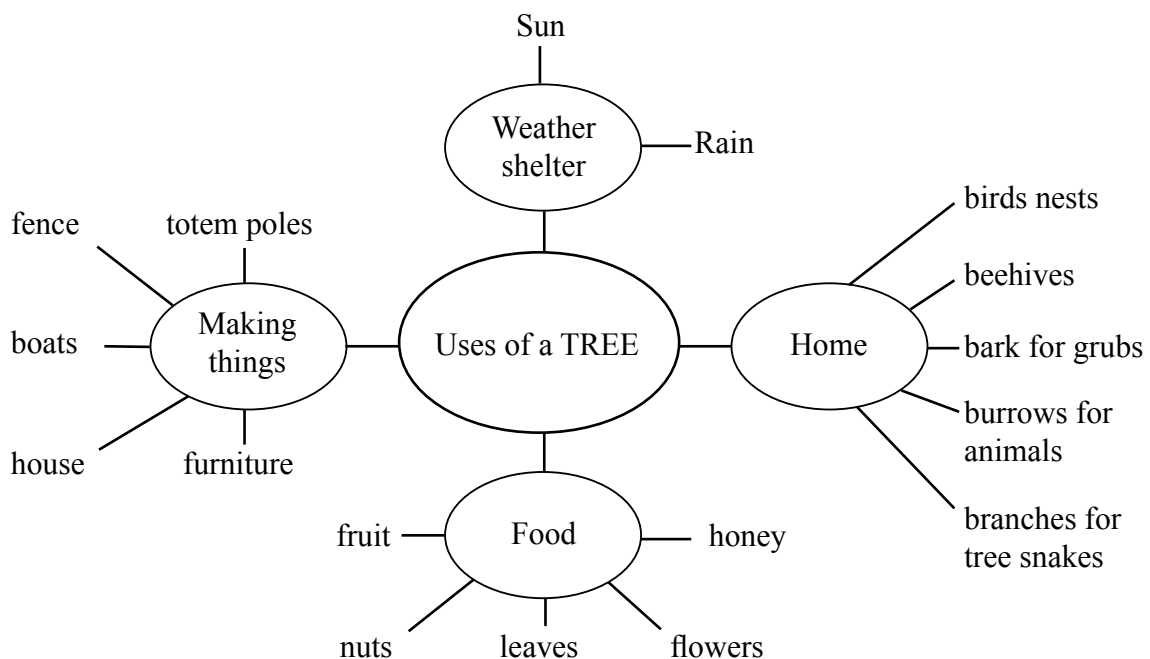 Sun
Weather
shelter
Rain
birds nests
fence
totem poles
beehives
Making
things
boats
Uses of a TREE
Home
bark for grubs
burrows for
animals
house
furniture
branches for
tree snakes
fruit
Food
honey
nuts
leaves
flowers